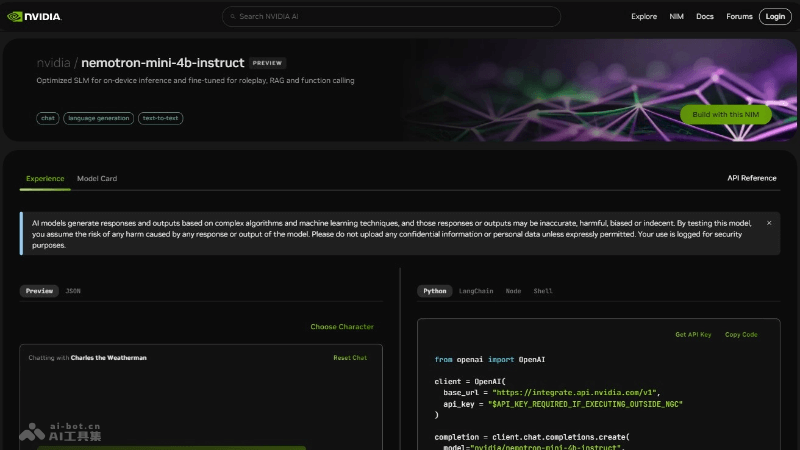 NVIDIA.
Search NVIDIA AI
Explore NIM Docs Forums Login
nvidia / nemotron-mini-4b-instruct PREVIEW
Optimized SLM for on-device inference and fine-tuned for roleplay, RAG and function calling
chat language generation text-to-text
Build with this NIM
Experience Model Card
API Reference
AI models generate responses and outputs based on complex algorithms and machine learning techniques, and those responses or outputs may be inaccurate, harmful, biased or indecent. By testing this model,
you assume the risk of any harm caused by any response or output of the model. Please do not upload any confidential information or personal data unless expressly permitted. Your use is logged for security
purposes.
Preview JSON
Choose Character
Chatting with Charles the Weatherman
Reset Chat
Python LangChain Node Shell
Get API Key Copy Code
from openai import OpenAI
client = OpenAI(
base_url = "https://integrate.api.nvidia.com/v1",
api_key = "$API_KEY_REQUIRED_IF_EXECUTING_OUTSIDE_NGC"
)
completion = client.chat.completions.create(
model="nvidia/nemotron-mini-4b-instruct",
ai-bot.cn
AI工具集